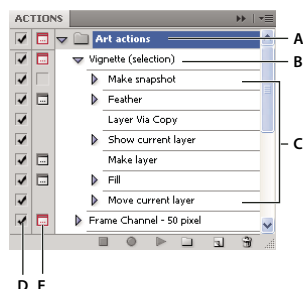 ACTIONS
Art actions
A
Vignette (selection)
B
Make snapshot
Feather
Layer Via Copy
C
Show current layer
Make layer
Fill
Move current layer
Frame Channel - 50 pixel
D E